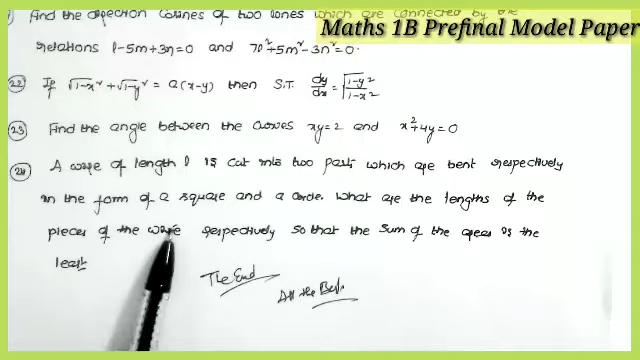 Maths 1B Prefinal Model Paper
Find the direction cosines of two lines which are connected by the
relations l-5m+3n=0 and 7l²+5m²-3n²=0.
22 If √1-x² + √1-y² = a(x-y) then S.T. dy/dx = √1-y²/1-x²
23 Find the angle between the curves xy=2 and x²+4y=0
24 A wire of length l is cut into two parts which are bent respectively
in the form of a square and a circle. What are the lengths of the
pieces of the wire respectively so that the sum of the areas is the
least
The End
All the Best